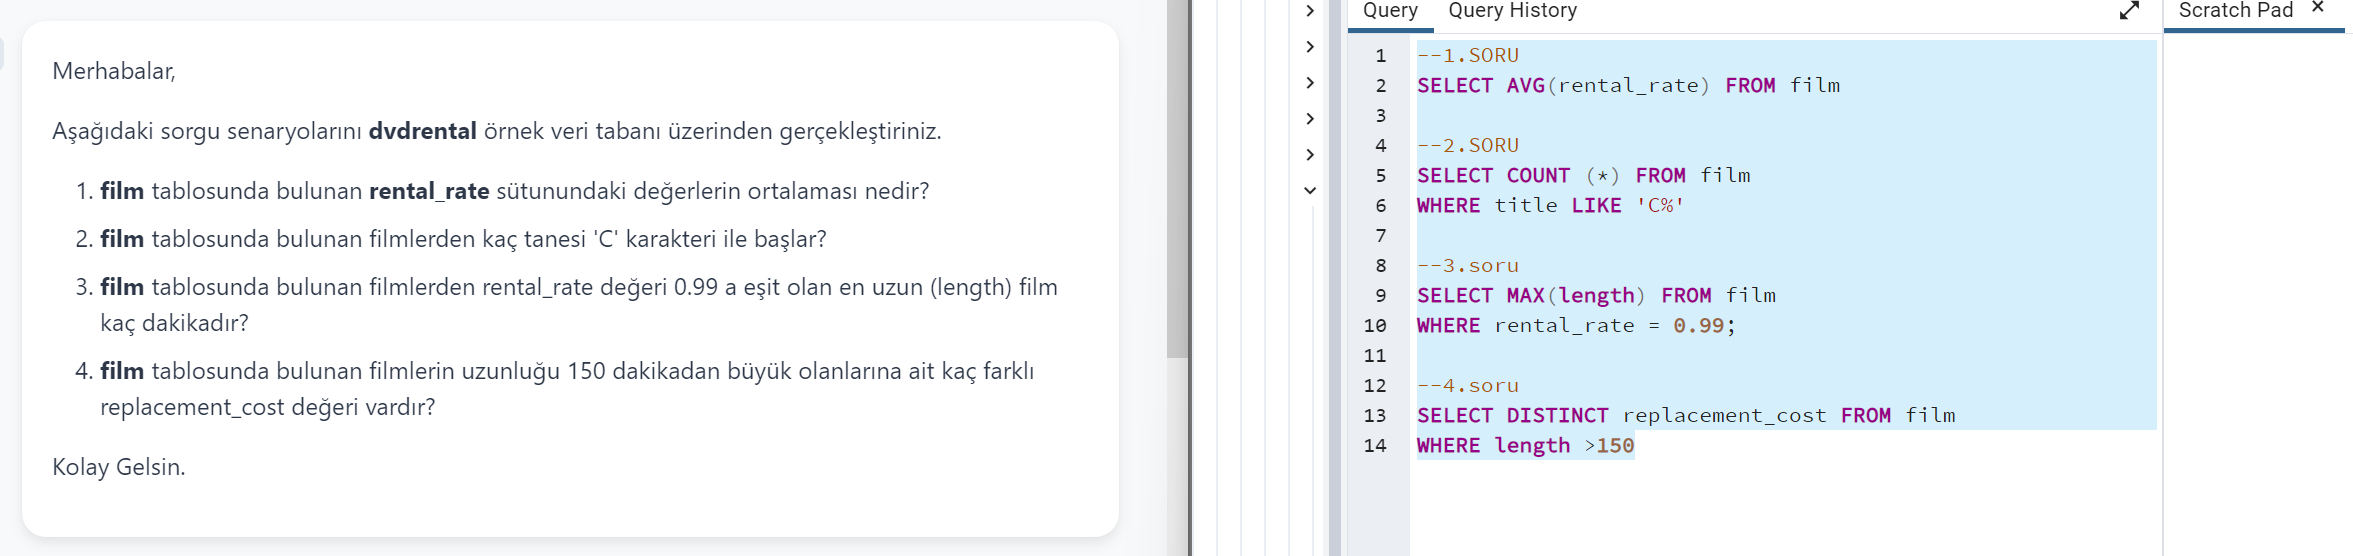 Merhabalar,
Aşağıdaki sorgu senaryolarını dvdrental örnek veri tabanı üzerinden gerçekleştiriniz.
1. film tablosunda bulunan rental_rate sütunundaki değerlerin ortalaması nedir?
2. film tablosunda bulunan filmlerden kaç tanesi 'C' karakteri ile başlar?
3. film tablosunda bulunan filmlerden rental_rate değeri 0.99 a eşit olan en uzun (length) film
kaç dakikadır?
4. film tablosunda bulunan filmlerin uzunluğu 150 dakikadan büyük olanlarına ait kaç farklı
replacement_cost değeri vardır?
Kolay Gelsin.
Query Query History
Scratch Pad ×
1 --1.SORU
2 SELECT AVG(rental_rate) FROM film
3
4 --2.SORU
5 SELECT COUNT (*) FROM film
6 WHERE title LIKE 'C%'
7
8 --3.soru
9 SELECT MAX(length) FROM film
10 WHERE rental_rate = 0.99;
11
12 --4.soru
13 SELECT DISTINCT replacement_cost FROM film
14 WHERE length >150